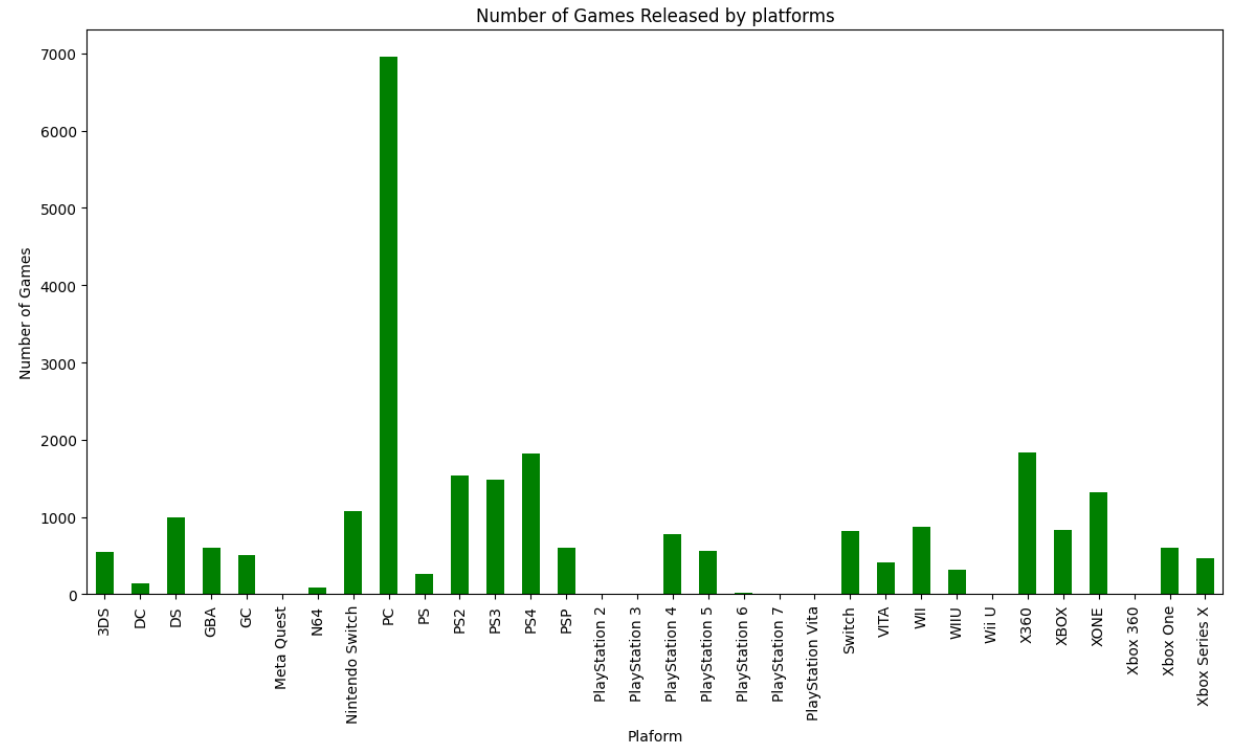 Number of Games Released by platforms
Number of Games
7000
6000
5000
4000
3000
2000
1000
0
3DS
DC
DS
GBA
GC
Meta Quest
N64
Nintendo Switch
PC
PS
PS2
PS3
PS4
PSP
PlayStation 2
PlayStation 3
PlayStation 4
PlayStation 5
PlayStation 6
PlayStation 7
PlayStation Vita
Switch
VITA
WII
WIIU
Wii U
X360
XBOX
XONE
Xbox 360
Xbox One
Xbox Series X
Plaform